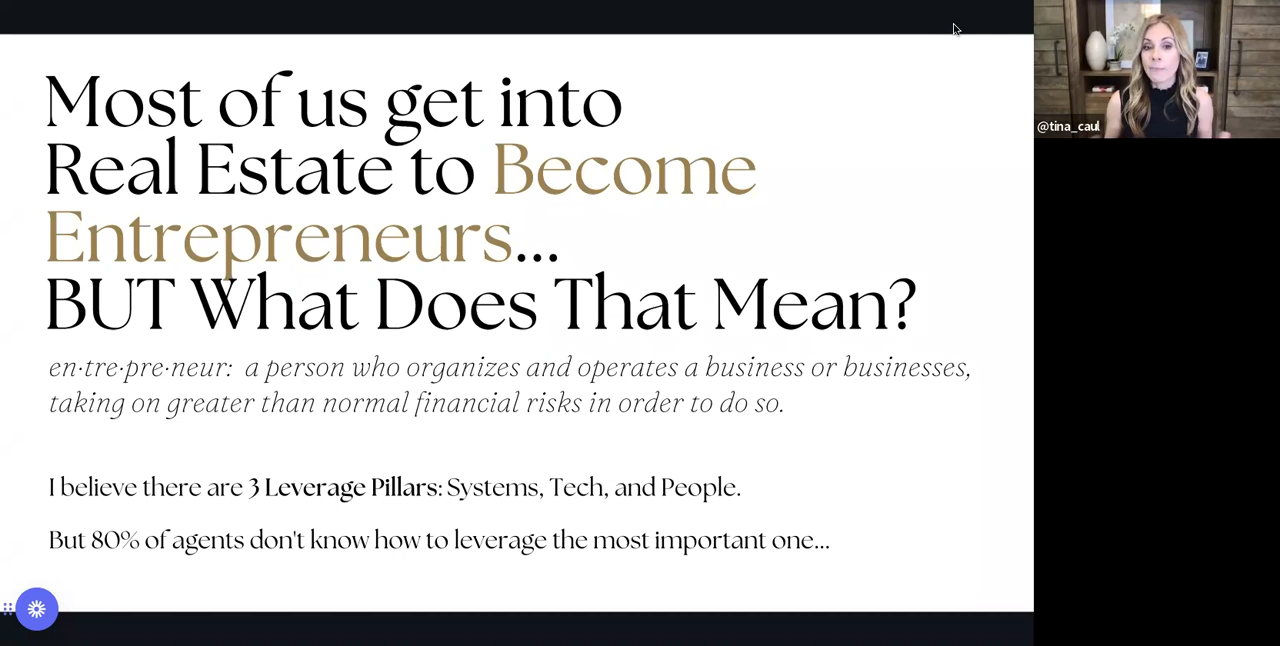 Most of us get into
Real Estate to Become
Entrepreneurs...
BUT What Does That Mean?
en·tre·pre·neur: a person who organizes and operates a business or businesses,
taking on greater than normal financial risks in order to do so.
I believe there are 3 Leverage Pillars: Systems, Tech, and People.
But 80% of agents don't know how to leverage the most important one...
@tina_caul